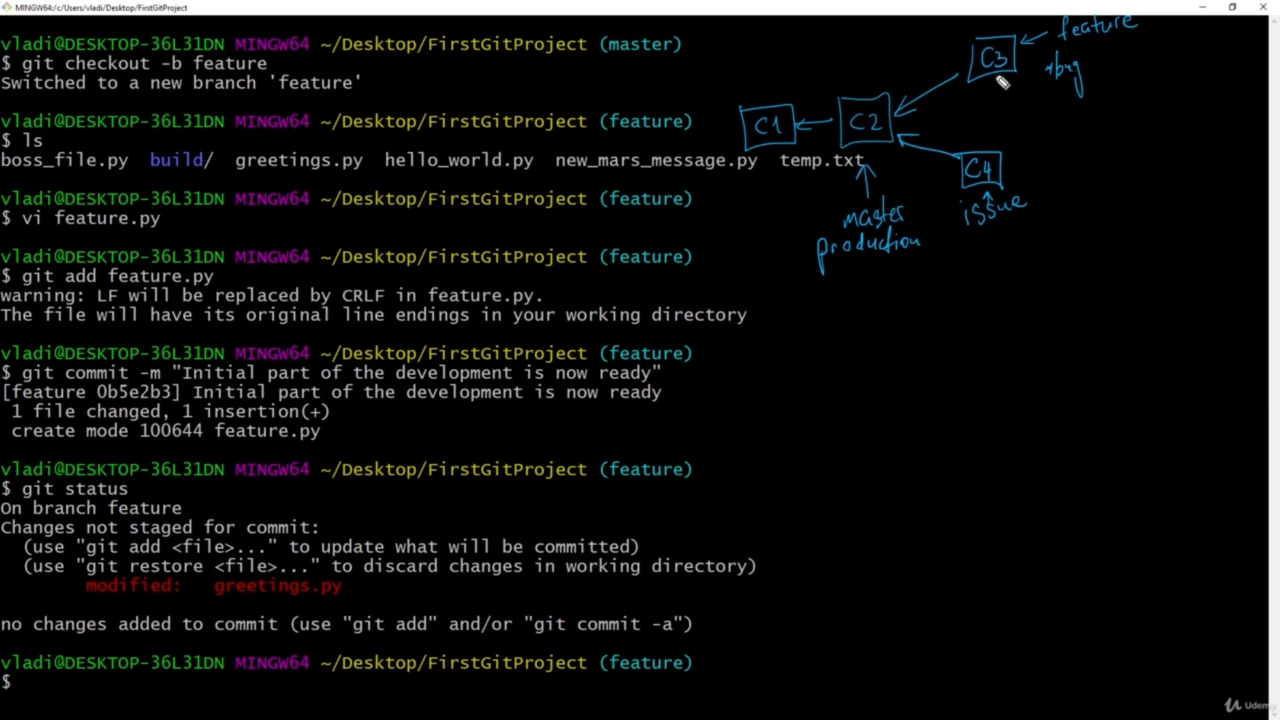 MINGW64:/c/Users/vladi/Desktop/FirstGitProject
vladi@DESKTOP-36L31DN MINGW64 ~/Desktop/FirstGitProject (master)
$ git checkout -b feature
Switched to a new branch 'feature'
vladi@DESKTOP-36L31DN MINGW64 ~/Desktop/FirstGitProject (feature)
$ ls
boss_file.py build/ greetings.py hello_world.py new_mars_message.py temp.txt
vladi@DESKTOP-36L31DN MINGW64 ~/Desktop/FirstGitProject (feature)
$ vi feature.py
vladi@DESKTOP-36L31DN MINGW64 ~/Desktop/FirstGitProject (feature)
$ git add feature.py
warning: LF will be replaced by CRLF in feature.py.
The file will have its original line endings in your working directory
vladi@DESKTOP-36L31DN MINGW64 ~/Desktop/FirstGitProject (feature)
$ git commit -m "Initial part of the development is now ready"
[feature 0b5e2b3] Initial part of the development is now ready
1 file changed, 1 insertion(+)
create mode 100644 feature.py
vladi@DESKTOP-36L31DN MINGW64 ~/Desktop/FirstGitProject (feature)
$ git status
On branch feature
Changes not staged for commit:
(use "git add <file>..." to update what will be committed)
(use "git restore <file>..." to discard changes in working directory)
modified: greetings.py
no changes added to commit (use "git add" and/or "git commit -a")
vladi@DESKTOP-36L31DN MINGW64 ~/Desktop/FirstGitProject (feature)
$
feature
C3
*bug
C1
C2
C4
issue
master
production
Udemy